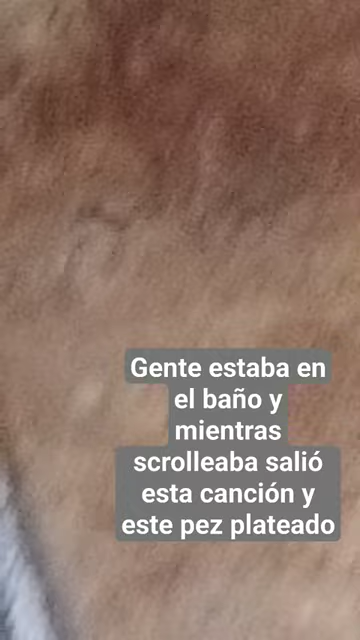 Gente estaba en
el baño y
mientras
scrolleaba salió
esta canción y
este pez plateado